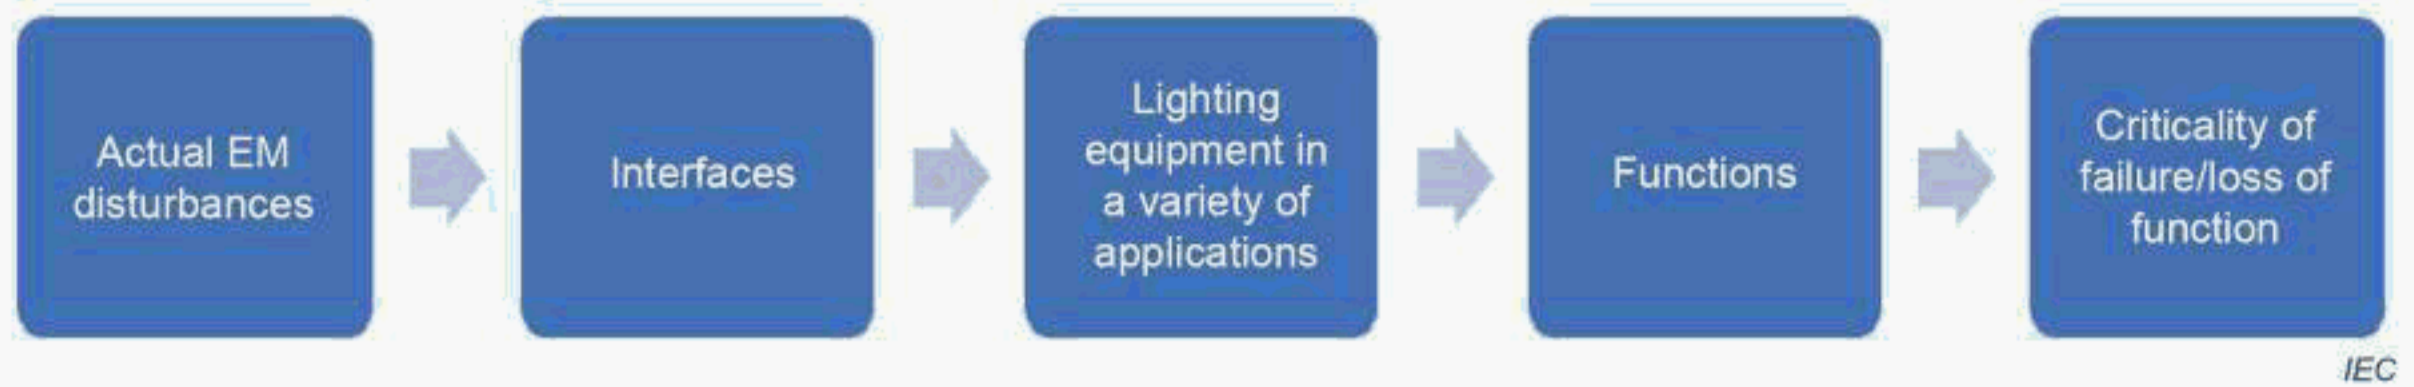 Actual EM
disturbances
Interfaces
Lighting
equipment in
a variety of
applications
Functions
Criticality of
failure/loss of
function
IEC